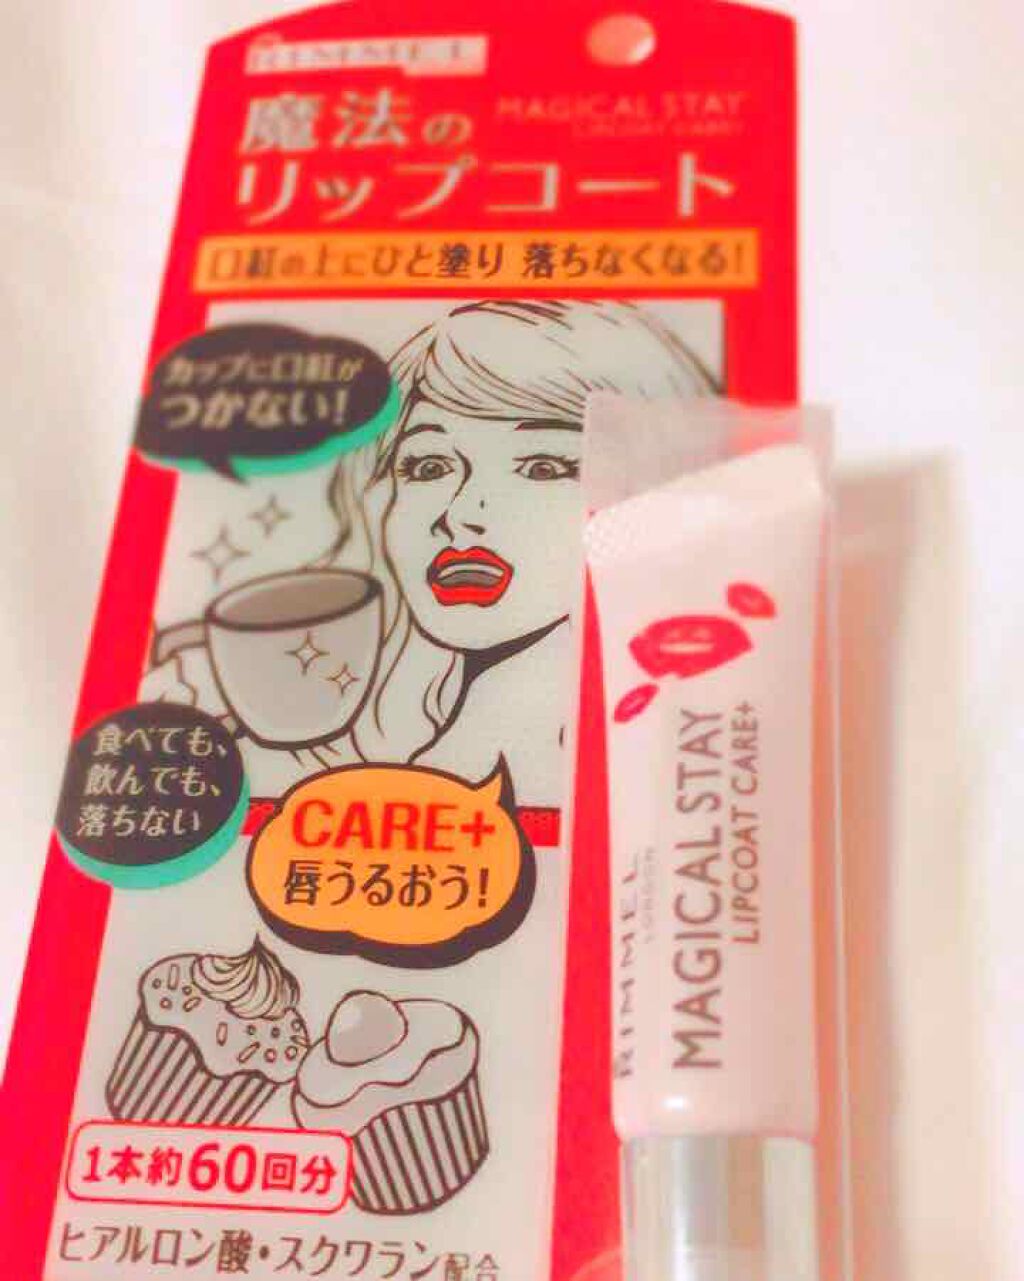 RIMMEL
魔法の
MAGICAL STAY
リップコート
口紅の上にひと塗り 落ちなくなる!
カップに口紅が
つかない!
食べても、
飲んでも、
落ちない
CARE+
唇うるおう!
1本約60回分
ヒアルロン酸・スクワラン配合
RIMMEL
LONDON
MAGICAL STAY
LIPCOAT CARE+